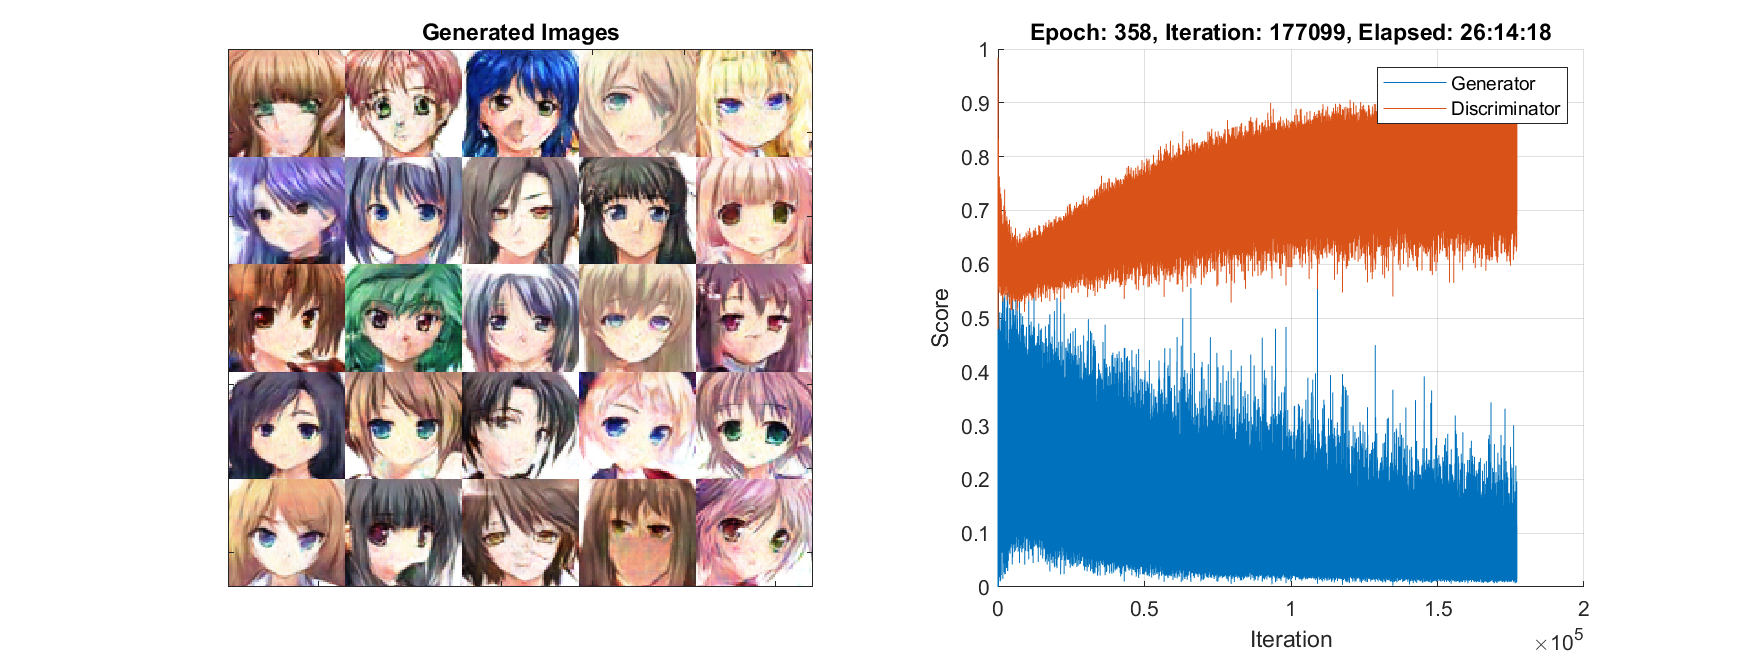 Generated Images
Epoch: 358, Iteration: 177099, Elapsed: 26:14:18
Generator
Discriminator
1
0.9
0.8
0.7
0.6
0.5
0.4
0.3
0.2
0.1
0
Score
0
0.5
1
1.5
2
Iteration
×10⁵